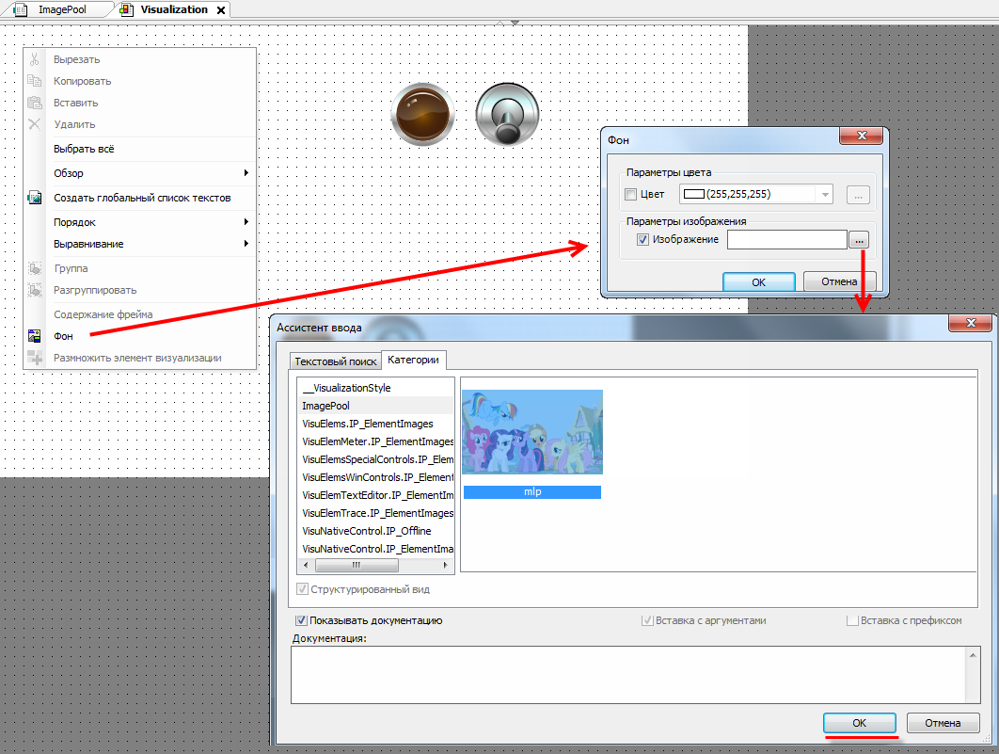 ImagePool
Visualization
Вырезать
Копировать
Вставить
Удалить
Выбрать всё
Обзор
Создать глобальный список текстов
Порядок
Выравнивание
Группа
Разгруппировать
Содержание фрейма
Фон
Размножить элемент визуализации
Фон
Параметры цвета
Цвет
(255,255,255)
...
Параметры изображения
Изображение
...
OK
Отмена
Ассистент ввода
Текстовый поиск
Категории
__VisualizationStyle
ImagePool
VisuElems.IP_ElementImages
VisuElemMeter.IP_ElementImages
VisuElemsSpecialControls.IP_Elem
VisuElemsWinControls.IP_Element
VisuElemTextEditor.IP_ElementIm
VisuElemTrace.IP_ElementImages
VisuNativeControl.IP_Offline
VisuNativeControl.IP_ElementIma
mlp
Структурированный вид
Показывать документацию
Вставка с аргументами
Вставка с префиксом
Документация:
OK
Отмена